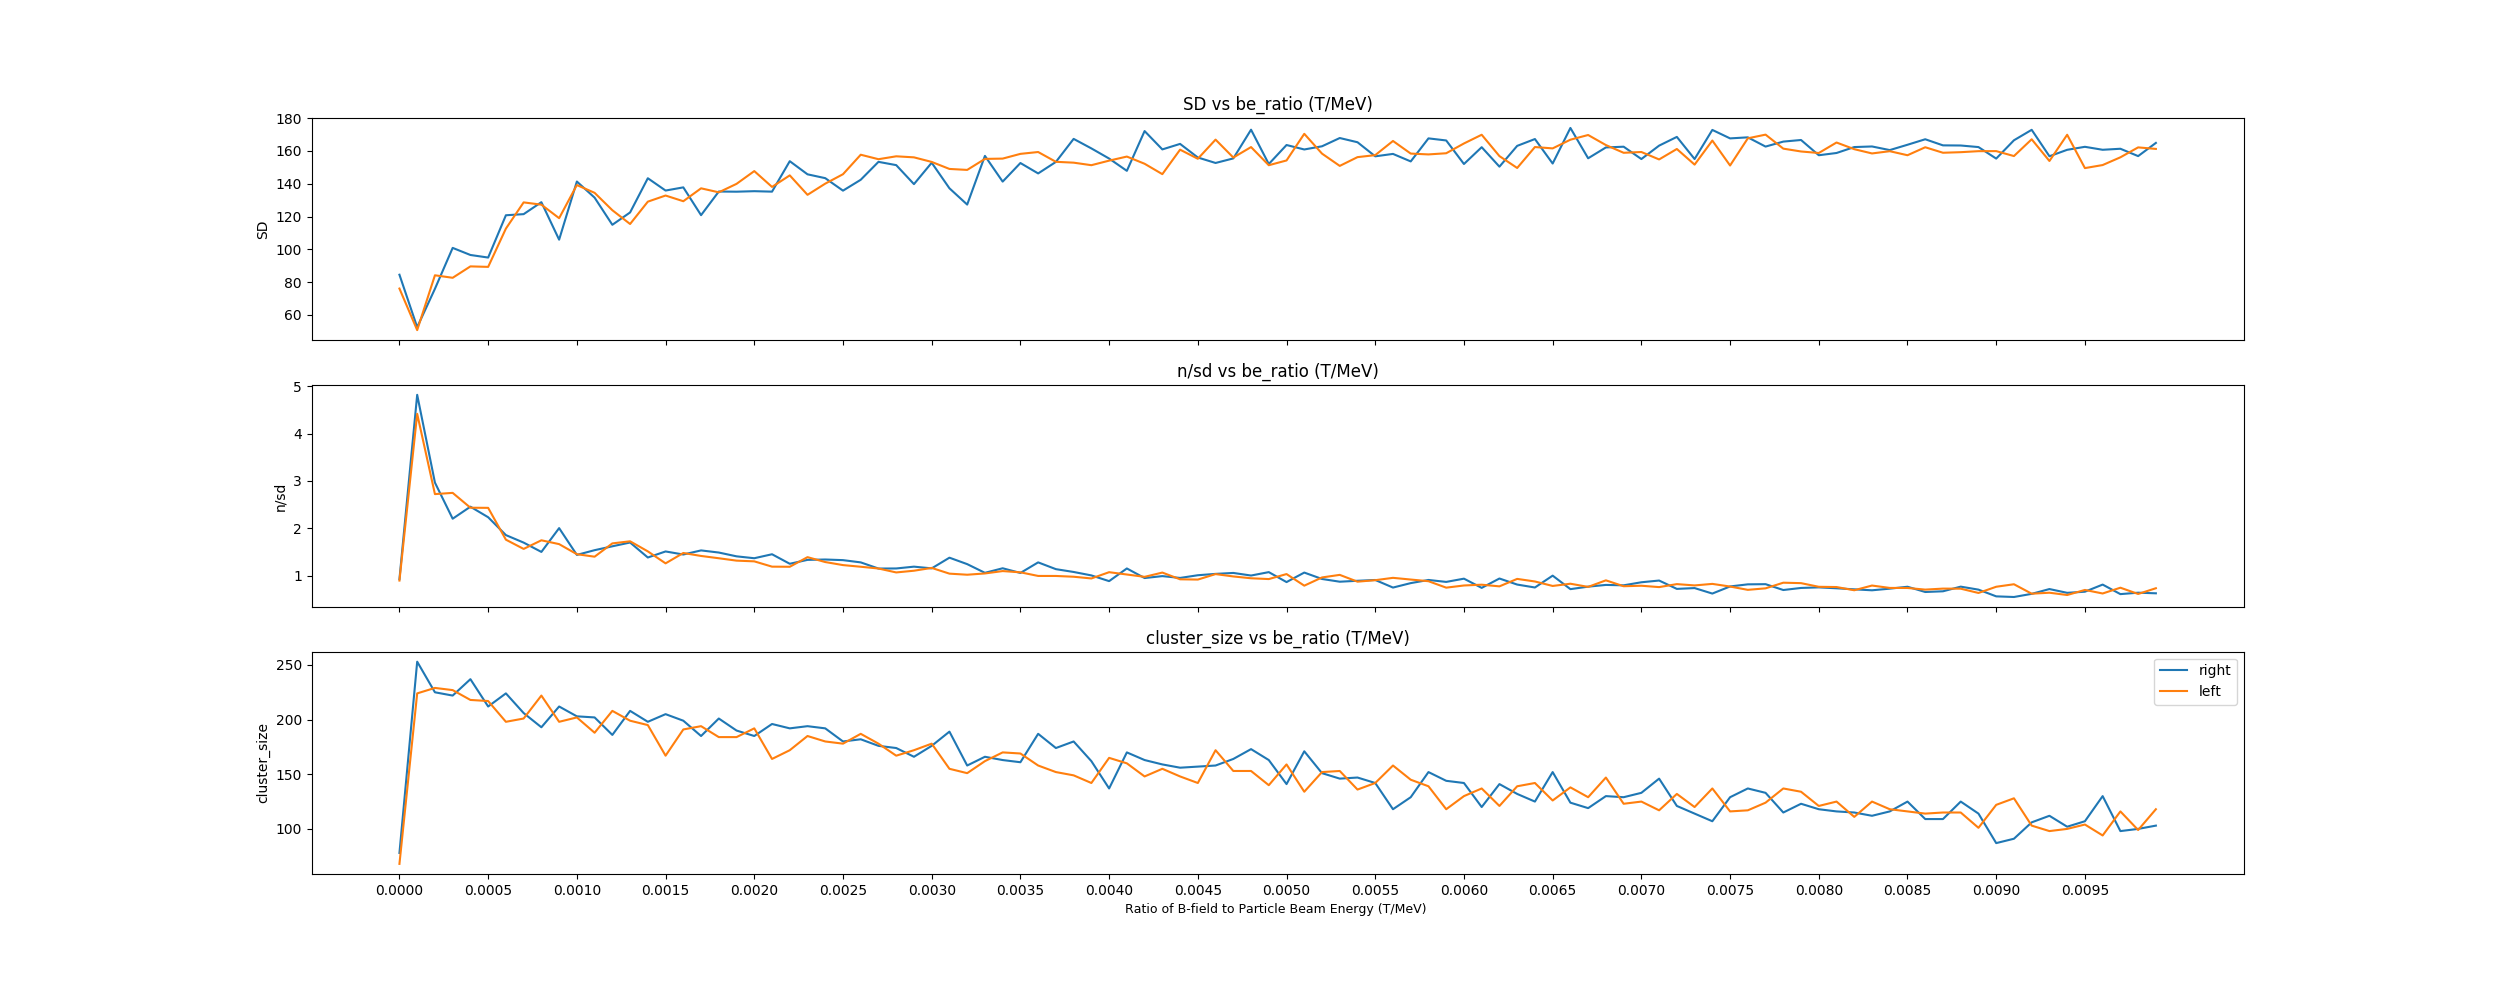 SD vs be_ratio (T/MeV)
180
160
140
120
100
80
60
SD
n/sd vs be_ratio (T/MeV)
5
4
3
2
1
n/sd
cluster_size vs be_ratio (T/MeV)
250
200
150
100
cluster_size
right
left
0.0000 0.0005 0.0010 0.0015 0.0020 0.0025 0.0030 0.0035 0.0040 0.0045 0.0050 0.0055 0.0060 0.0065 0.0070 0.0075 0.0080 0.0085 0.0090 0.0095
Ratio of B-field to Particle Beam Energy (T/MeV)